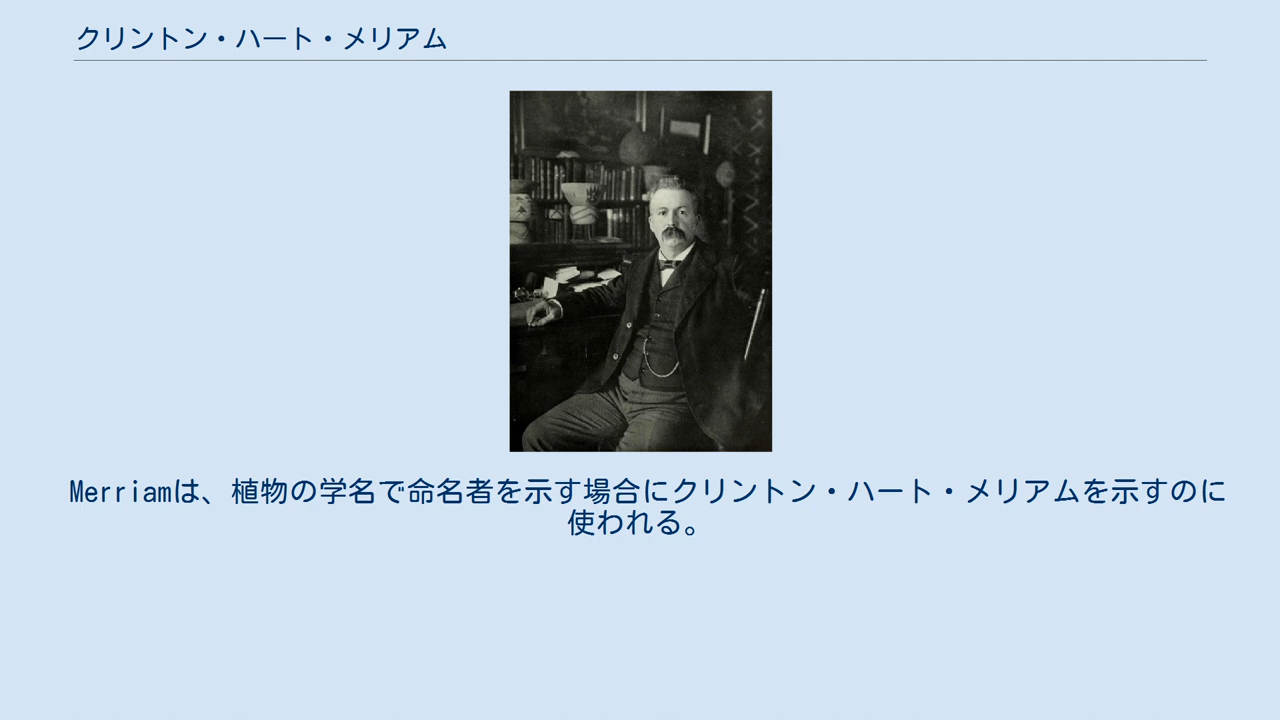 クリントン・ハート・メリアム
Merriamは、植物の学名で命名者を示す場合にクリントン・ハート・メリアムを示すのに
使われる。